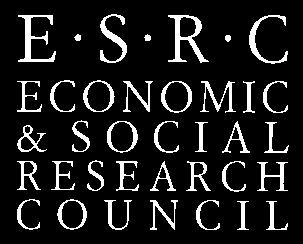 E·S·R·C
ECONOMIC
& SOCIAL
RESEARCH
COUNCIL